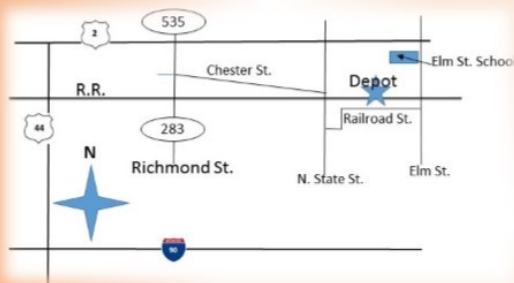 535
2
Elm St. School
Chester St.
Depot
R.R.
Railroad St.
44
283
N
Richmond St.
N. State St.
Elm St.
90